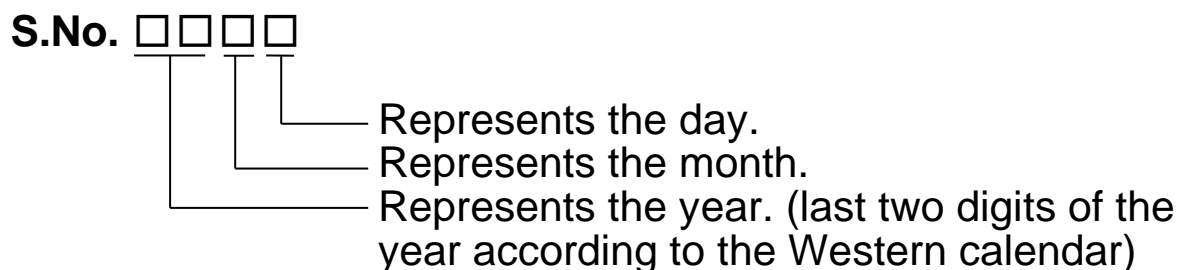 S.No. □□□□
Represents the day.
Represents the month.
Represents the year. (last two digits of the
year according to the Western calendar)